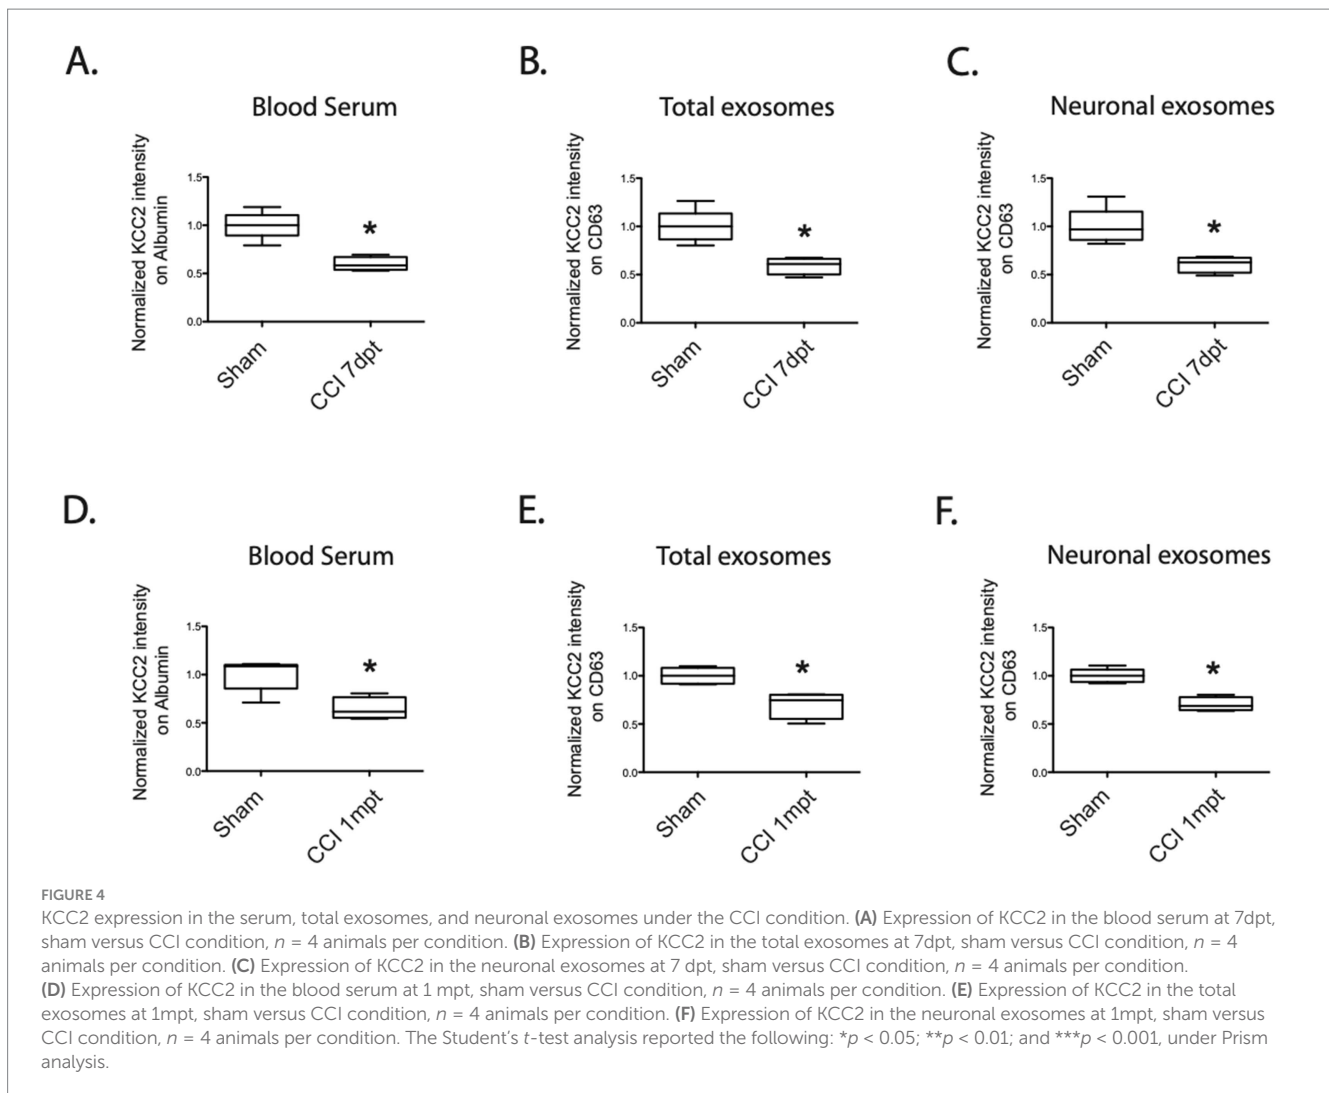 A.
Blood Serum
Normalized KCC2 intensity
on Albumin
1.5
1.0
0.5
0.0
*
Sham
CCI 7dpt
B.
Total exosomes
Normalized KCC2 intensity
on CD63
1.5
1.0
0.5
0.0
*
Sham
CCI 7dpt
C.
Neuronal exosomes
Normalized KCC2 intensity
on CD63
1.5
1.0
0.5
0.0
*
Sham
CCI 7dpt
D.
Blood Serum
Normalized KCC2 intensity
on Albumin
1.5
1.0
0.5
0.0
*
Sham
CCI 1mpt
E.
Total exosomes
Normalized KCC2 intensity
on CD63
1.5
1.0
0.5
0.0
*
Sham
CCI 1mpt
F.
Neuronal exosomes
Normalized KCC2 intensity
on CD63
1.5
1.0
0.5
0.0
*
Sham
CCI 1mpt
FIGURE 4
KCC2 expression in the serum, total exosomes, and neuronal exosomes under the CCI condition. (A) Expression of KCC2 in the blood serum at 7dpt,
sham versus CCI condition, n = 4 animals per condition. (B) Expression of KCC2 in the total exosomes at 7dpt, sham versus CCI condition, n = 4
animals per condition. (C) Expression of KCC2 in the neuronal exosomes at 7 dpt, sham versus CCI condition, n = 4 animals per condition.
(D) Expression of KCC2 in the blood serum at 1 mpt, sham versus CCI condition, n = 4 animals per condition. (E) Expression of KCC2 in the total
exosomes at 1mpt, sham versus CCI condition, n = 4 animals per condition. (F) Expression of KCC2 in the neuronal exosomes at 1mpt, sham versus
CCI condition, n = 4 animals per condition. The Student's t-test analysis reported the following: *p < 0.05; **p < 0.01; and ***p < 0.001, under Prism
analysis.